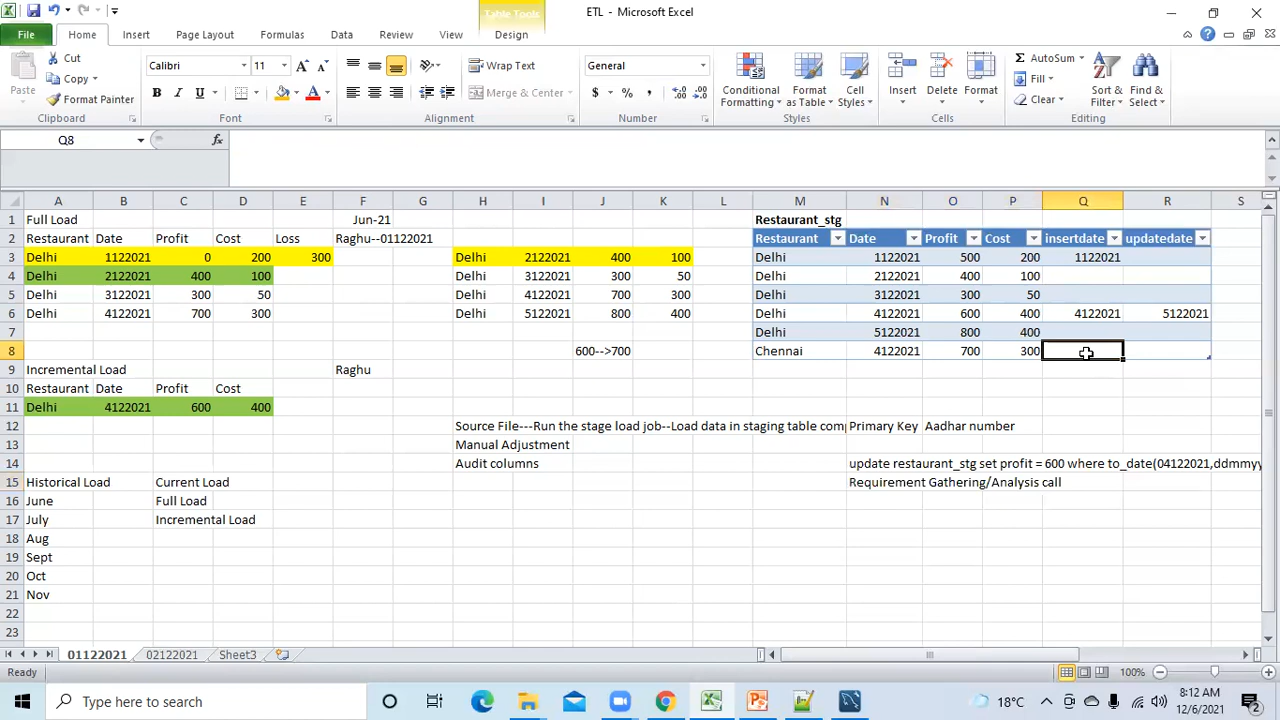 Table Tools
ETL - Microsoft Excel
File Home Insert Page Layout Formulas Data Review View Design
Cut
Copy
Format Painter
Paste
Clipboard
Calibri 11
B I U
Font
Wrap Text
Merge & Center
Alignment
General
$ % ,
Number
Conditional Formatting
Format as Table
Cell Styles
Styles
Insert Delete Format
Cells
AutoSum
Fill
Clear
Sort & Filter
Find & Select
Editing
Q8 fx
A B C D E F G H I J K L M N O P Q R S
1 Full Load Jun-21 Restaurant_stg
2 Restaurant Date Profit Cost Loss Raghu--01122021 Restaurant Date Profit Cost insertdate updatedate
3 Delhi 1122021 0 200 300 Delhi 2122021 400 100 Delhi 1122021 500 200 1122021
4 Delhi 2122021 400 100 Delhi 3122021 300 50 Delhi 2122021 400 100
5 Delhi 3122021 300 50 Delhi 4122021 700 300 Delhi 3122021 300 50
6 Delhi 4122021 700 300 Delhi 5122021 800 400 Delhi 4122021 600 400 4122021 5122021
7 Delhi 5122021 800 400
8 600-->700 Chennai 4122021 700 300
9 Incremental Load Raghu
10 Restaurant Date Profit Cost
11 Delhi 4122021 600 400
12 Source File---Run the stage load job--Load data in staging table com Primary Key Aadhar number
13 Manual Adjustment
14 Audit columns update restaurant_stg set profit = 600 where to_date(04122021,ddmmyy
15 Historical Load Current Load Requirement Gathering/Analysis call
16 June Full Load
17 July Incremental Load
18 Aug
19 Sept
20 Oct
21 Nov
22
23
01122021 02122021 Sheet3
Ready 100%
Type here to search
18°C
8:12 AM
12/6/2021
2